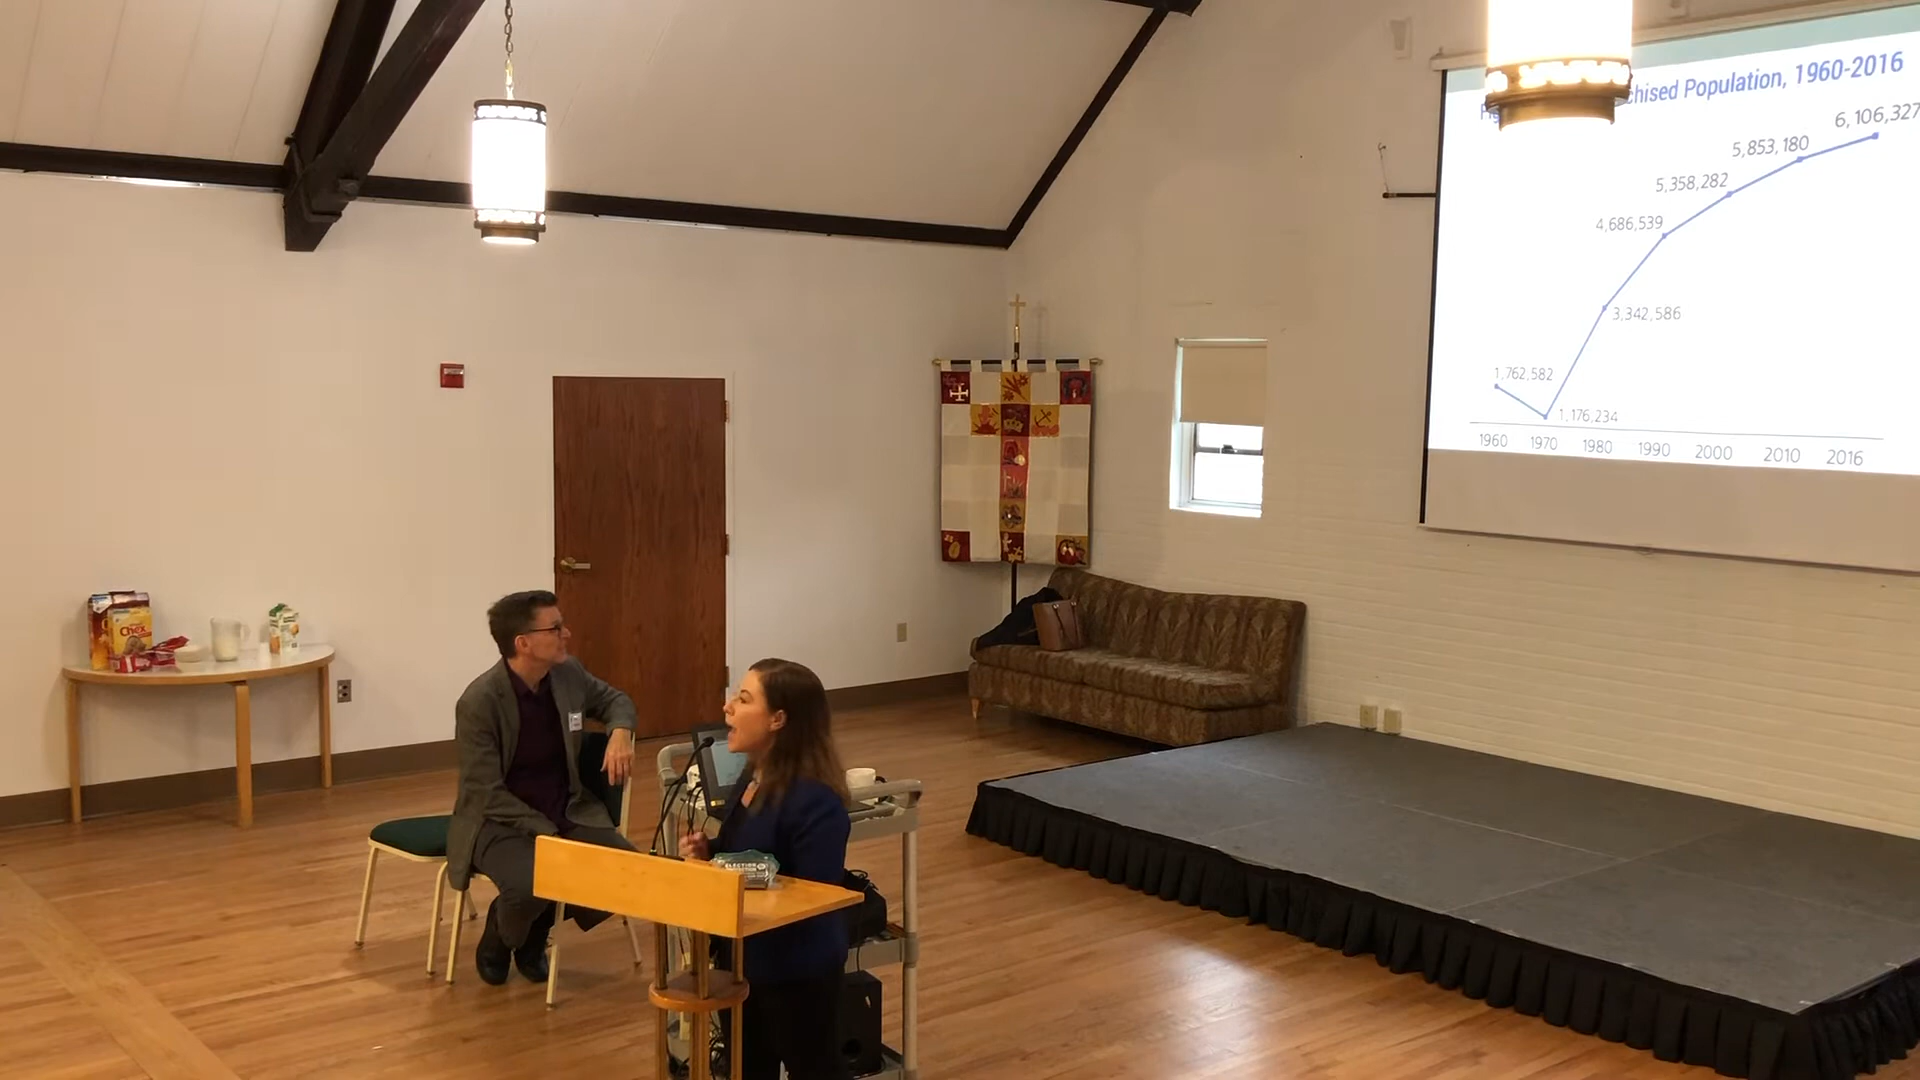 chised Population, 1960-2016
6,106,327
5,853,180
5,358,282
4,686,539
3,342,586
1,762,582
1,176,234
1960 1970 1980 1990 2000 2010 2016
Chex
ELECTION